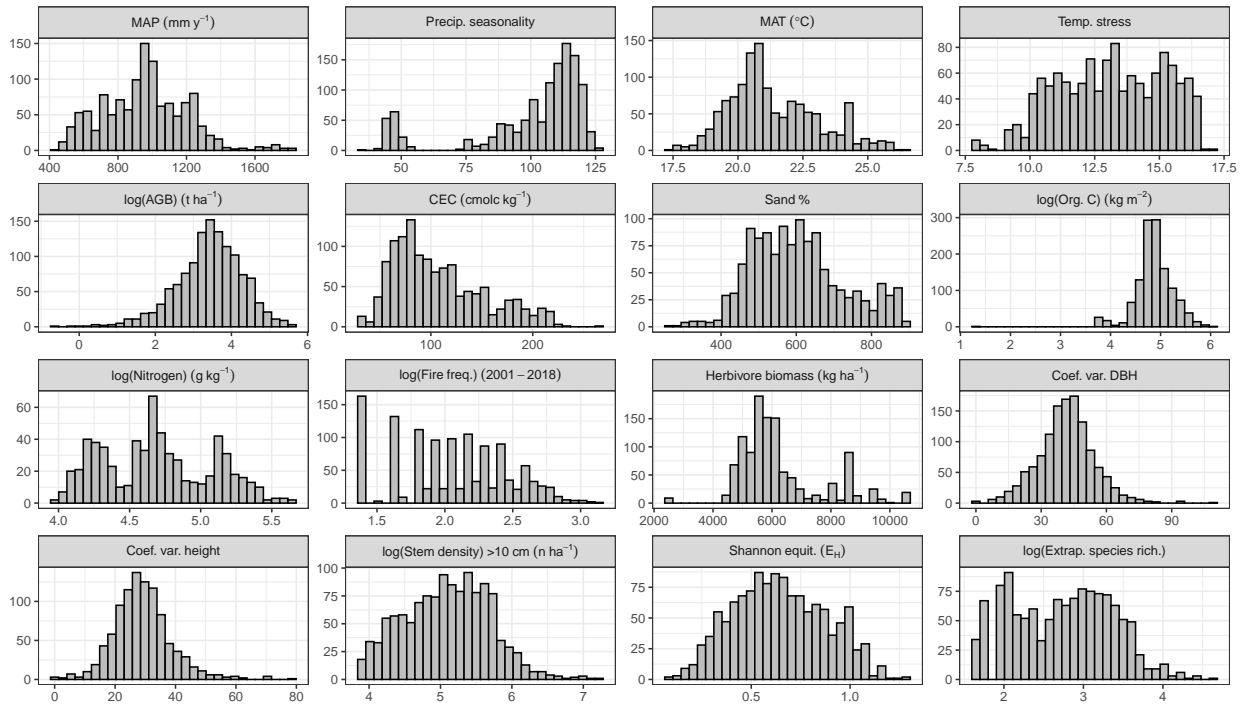 MAP (mm y⁻¹) Precip. seasonality MAT (°C) Temp. stress
150 100 50 0
400 800 1200 1600
150 100 50 0
50 75 100 125
150 100 50 0
17.5 20.0 22.5 25.0
80 60 40 20 0
7.5 10.0 12.5 15.0 17.5
log(AGB) (t ha⁻¹) CEC (cmolc kg⁻¹) Sand % log(Org. C) (kg m⁻²)
150 100 50 0
0 2 4 6
100 50 0
100 200
100 75 50 25 0
400 600 800
300 200 100 0
1 2 3 4 5 6
log(Nitrogen) (g kg⁻¹) log(Fire freq.) (2001 − 2018) Herbivore biomass (kg ha⁻¹) Coef. var. DBH
60 40 20 0
4.0 4.5 5.0 5.5
150 100 50 0
1.5 2.0 2.5 3.0
150 100 50 0
2000 4000 6000 8000 10000
150 100 50 0
0 30 60 90
Coef. var. height log(Stem density) >10 cm (n ha⁻¹) Shannon equit. (E_H) log(Extrap. species rich.)
100 50 0
0 20 40 60 80
100 75 50 25 0
4 5 6 7
75 50 25 0
0.5 1.0
75 50 25 0
2 3 4